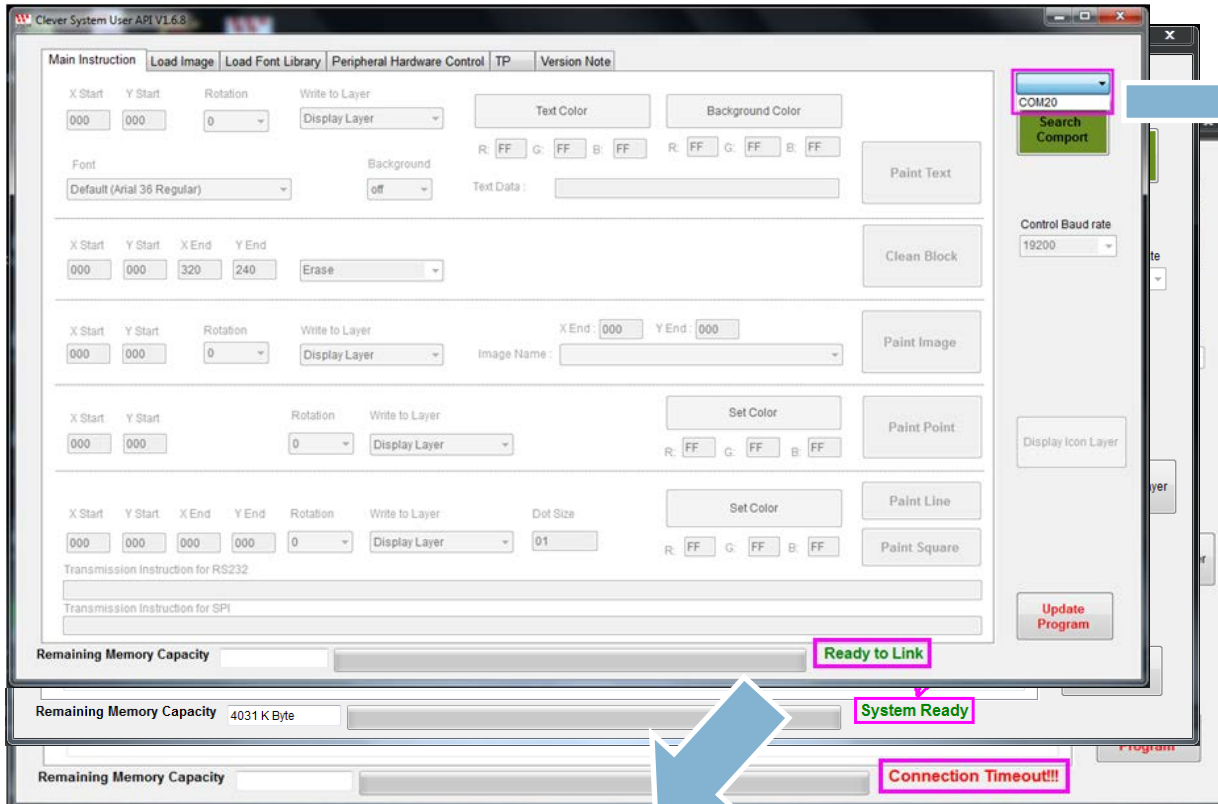 Clever System User API V1.6.8
Main Instruction Load Image Load Font Library Peripheral Hardware Control TP Version Note
X Start Y Start Rotation Write to Layer
000 000 0 Display Layer Text Color Background Color
R: FF G: FF B: FF R: FF G: FF B: FF
Font Background
Default (Arial 36 Regular) off Text Data : Paint Text
COM20
Search
Comport
Control Baud rate
19200
X Start Y Start X End Y End
000 000 320 240 Erase Clean Block
X Start Y Start Rotation Write to Layer X End : 000 Y End : 000
000 000 0 Display Layer Image Name : Paint Image
X Start Y Start Rotation Write to Layer Set Color
000 000 0 Display Layer R: FF G: FF B: FF Paint Point
Display Icon Layer
X Start Y Start X End Y End Rotation Write to Layer Dot Size Set Color Paint Line
000 000 000 000 0 Display Layer 01 R: FF G: FF B: FF Paint Square
Transmission Instruction for RS232
Transmission Instruction for SPI
Update
Program
Remaining Memory Capacity Ready to Link
Remaining Memory Capacity 4031 K Byte System Ready
Remaining Memory Capacity Connection Timeout!!!